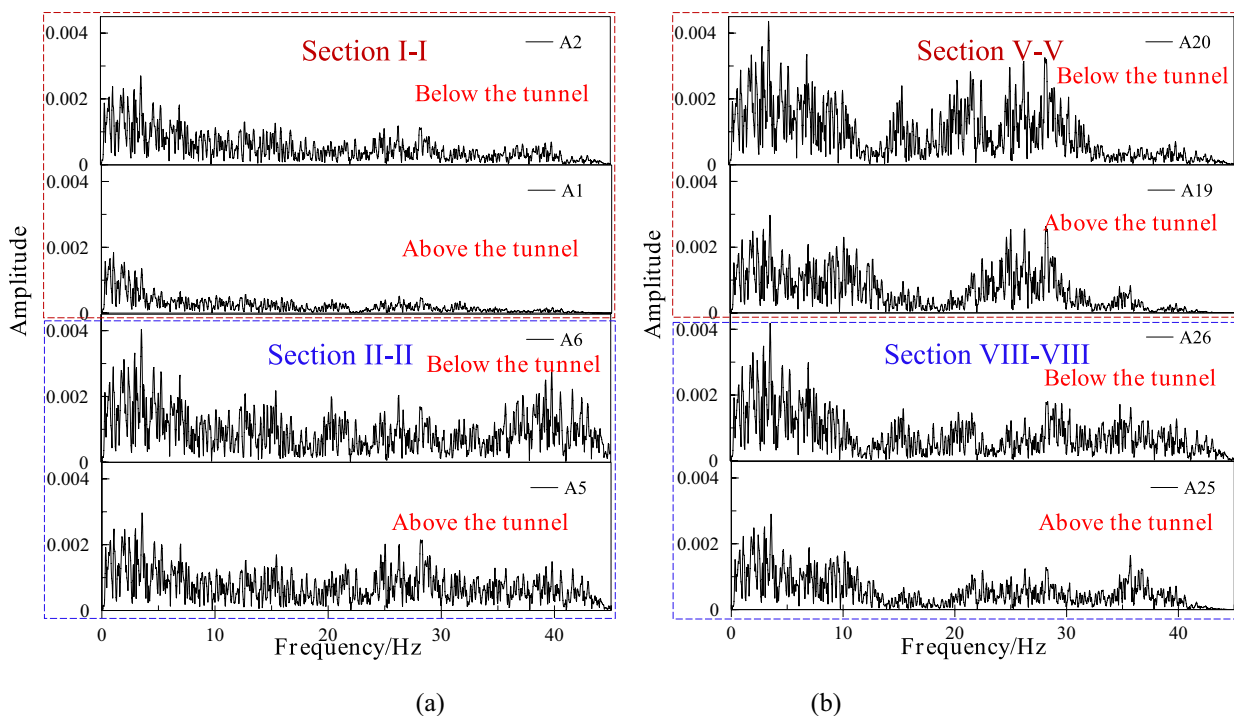 0.004
0.002
0
Section I-I
A2
Below the tunnel
0.004
0.002
0
A1
Above the tunnel
0.004
0.002
0
Section II-II
A6
Below the tunnel
0.004
0.002
0
A5
Above the tunnel
Amplitude
0 10 20 30 40
Frequency/Hz
(a)
0.004
0.002
0
Section V-V
A20
Below the tunnel
0.004
0.002
0
A19
Above the tunnel
0.004
0.002
0
Section VIII-VIII
A26
Below the tunnel
0.004
0.002
0
A25
Above the tunnel
Amplitude
0 10 20 30 40
Frequency/Hz
(b)